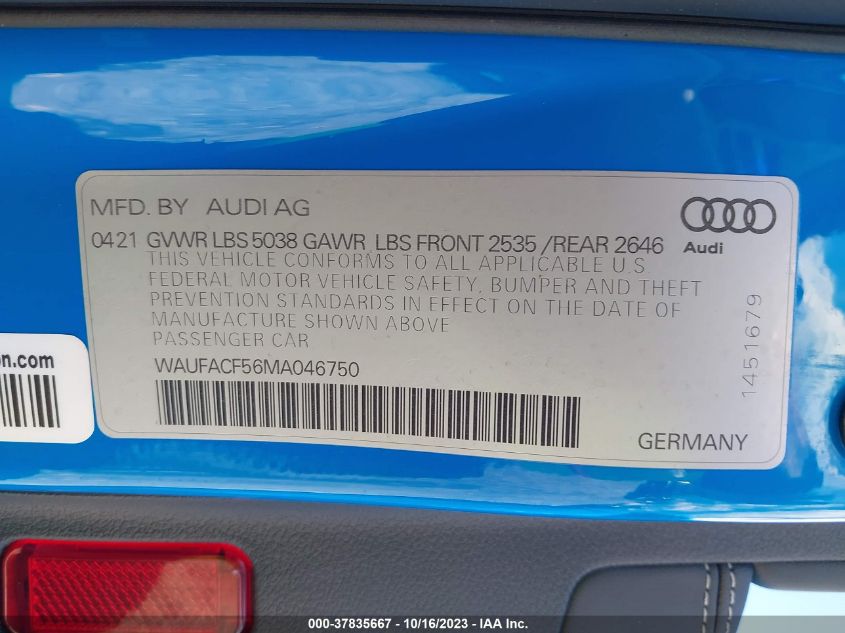 MFD. BY AUDI AG
0421 GVWR LBS 5038 GAWR LBS FRONT 2535 /REAR 2646
THIS VEHICLE CONFORMS TO ALL APPLICABLE U.S.
FEDERAL MOTOR VEHICLE SAFETY, BUMPER AND THEFT
PREVENTION STANDARDS IN EFFECT ON THE DATE OF
MANUFACTURE SHOWN ABOVE
PASSENGER CAR
WAUFACF56MA046750
Audi
1451679
GERMANY
on.com
000-37835667 - 10/16/2023 - IAA Inc.